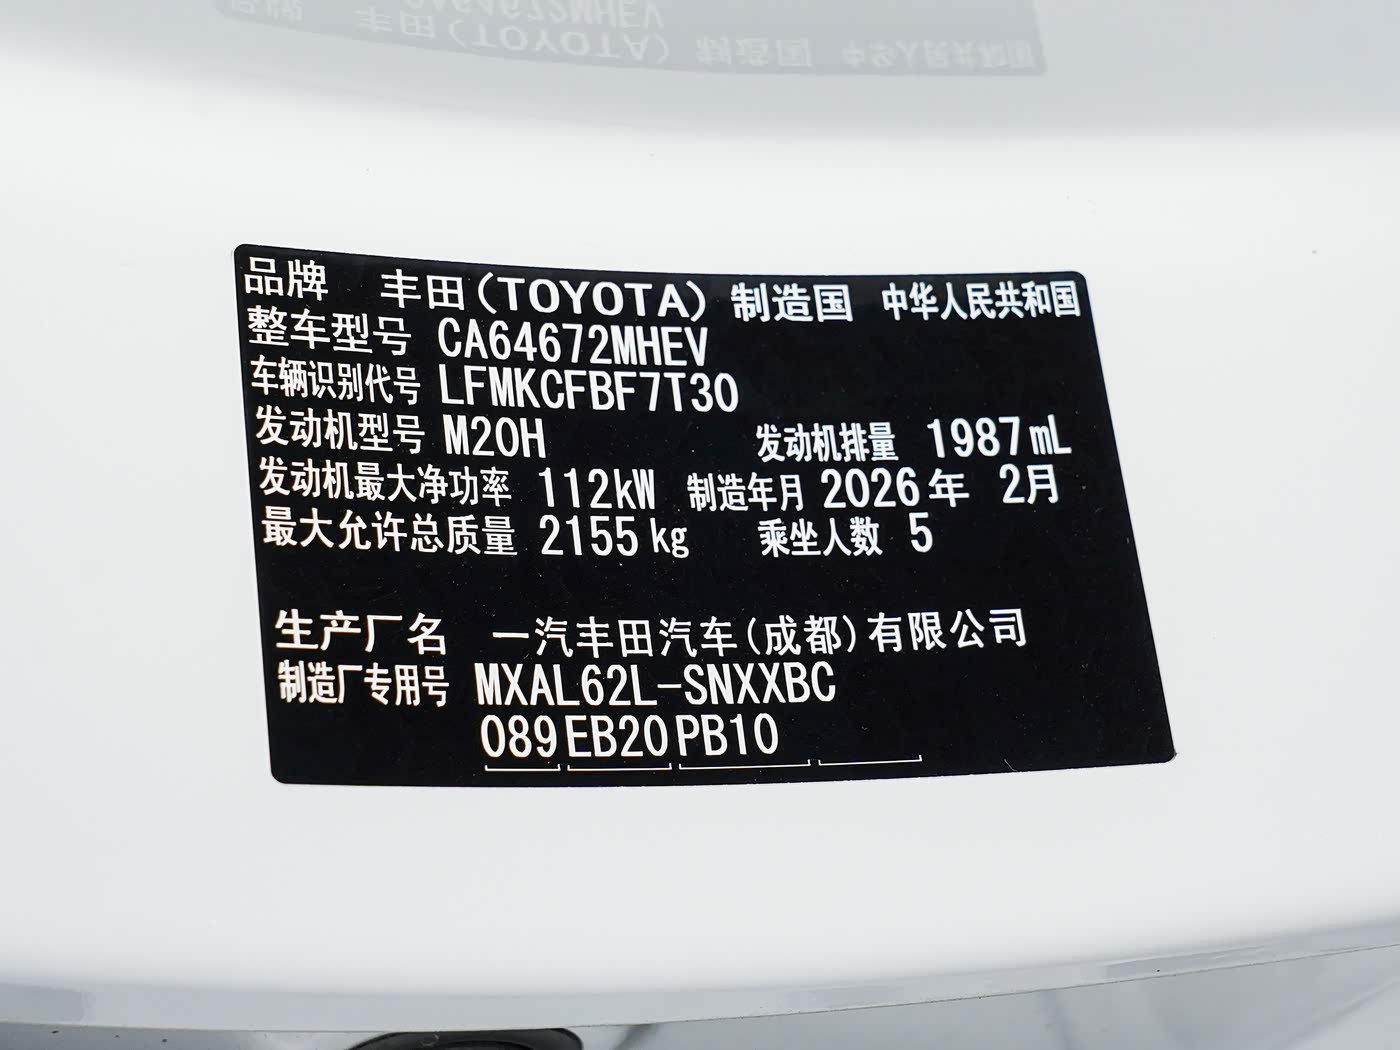 品牌 丰田(TOYOTA) 制造国 中华人民共和国
整车型号 CA64672MHEV
车辆识别代号 LFMKCFBF7T30
发动机型号 M20H 发动机排量 1987mL
发动机最大净功率 112kW 制造年月 2026年 2月
最大允许总质量 2155kg 乘坐人数 5
生产厂名 一汽丰田汽车(成都)有限公司
制造厂专用号 MXAL62L-SNXXBC
089 EB20 PB10